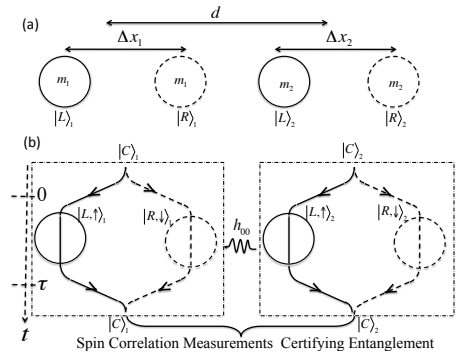 d
(a)
Δx₁ Δx₂
m₁ m₁ m₂ m₂
|L⟩₁ |R⟩₁ |L⟩₂ |R⟩₂
(b)
|C⟩₁ |C⟩₂
0
|L,↑⟩₁ |R,↓⟩₁ h₀₀ |L,↑⟩₂ |R,↓⟩₂
τ
|C⟩₁ |C⟩₂
t
Spin Correlation Measurements Certifying Entanglement